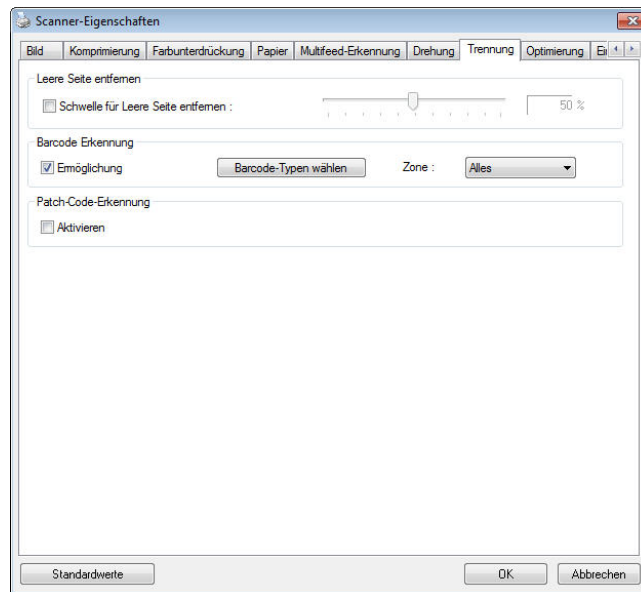 Scanner-Eigenschaften
Bild Komprimierung Farbunterdrückung Papier Multifeed-Erkennung Drehung Trennung Optimierung
Leere Seite entfernen
Schwelle für Leere Seite entfernen : 50 %
Barcode Erkennung
Ermöglichung Barcode-Typen wählen Zone : Alles
Patch-Code-Erkennung
Aktivieren
Standardwerte OK Abbrechen